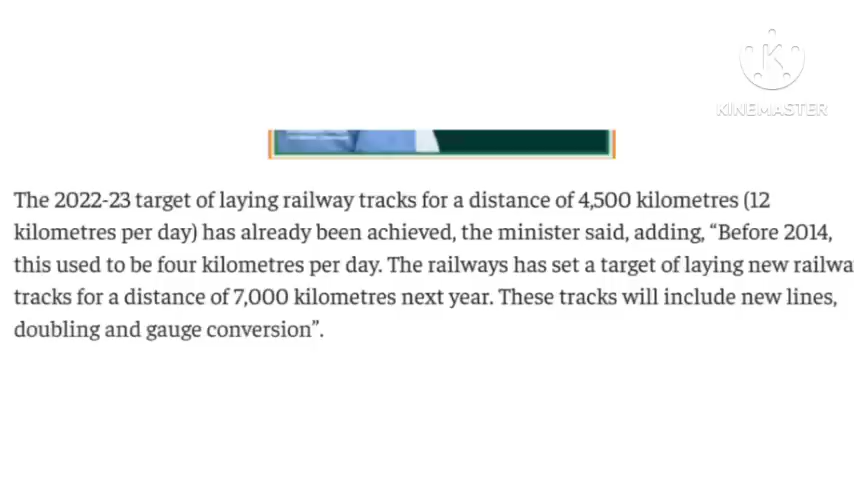 K
KINEMASTER
The 2022-23 target of laying railway tracks for a distance of 4,500 kilometres (12
kilometres per day) has already been achieved, the minister said, adding, “Before 2014,
this used to be four kilometres per day. The railways has set a target of laying new railwa
tracks for a distance of 7,000 kilometres next year. These tracks will include new lines,
doubling and gauge conversion”.